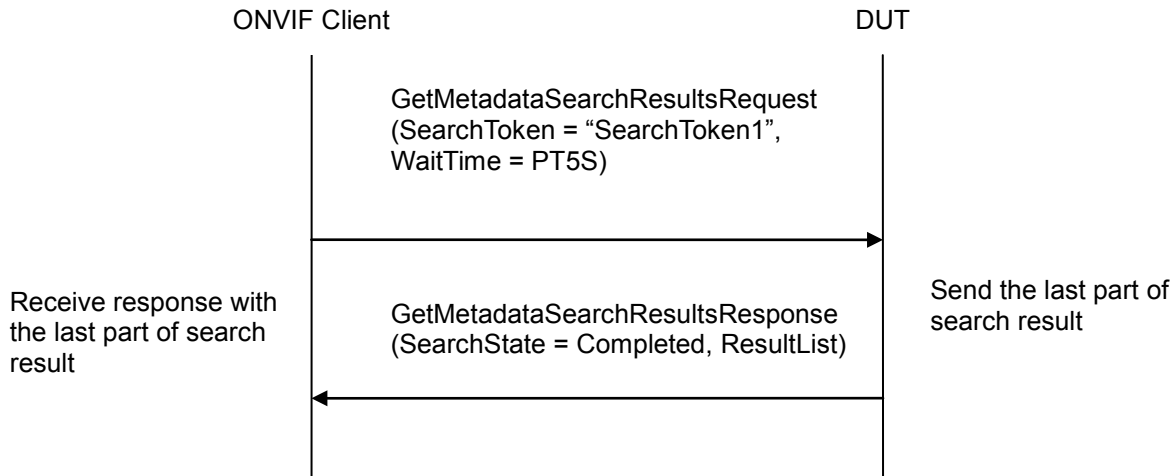 ONVIF Client
DUT
GetMetadataSearchResultsRequest
(SearchToken = “SearchToken1”,
WaitTime = PT5S)
Receive response with
the last part of search
result
GetMetadataSearchResultsResponse
(SearchState = Completed, ResultList)
Send the last part of
search result